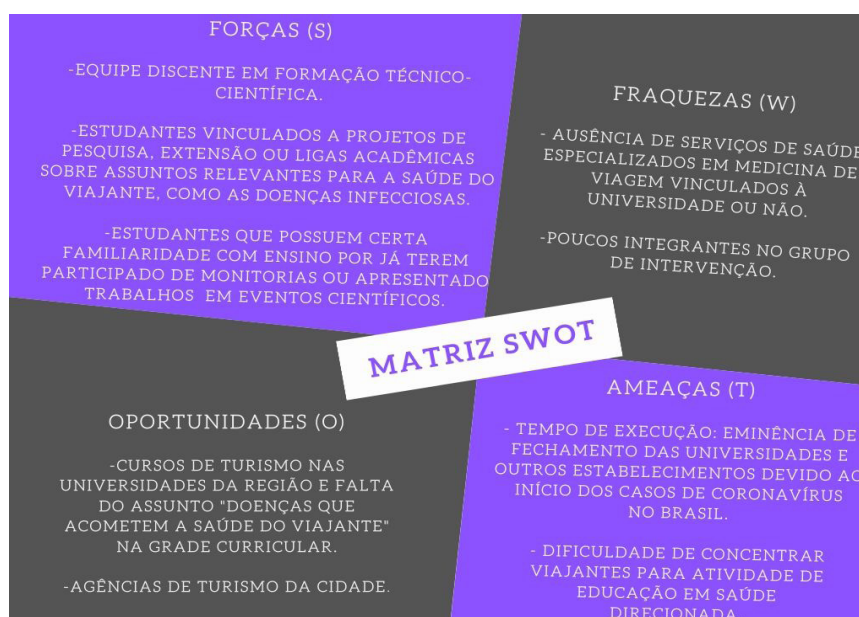 FORÇAS (S)
-EQUIPE DISCENTE EM FORMAÇÃO TÉCNICO-
CIENTÍFICA.
-ESTUDANTES VINCULADOS A PROJETOS DE
PESQUISA, EXTENSÃO OU LIGAS ACADÊMICAS
SOBRE ASSUNTOS RELEVANTES PARA A SAÚDE DO
VIAJANTE, COMO AS DOENÇAS INFECCIOSAS.
-ESTUDANTES QUE POSSUEM CERTA
FAMILIARIDADE COM ENSINO POR JÁ TEREM
PARTICIPADO DE MONITORIAS OU APRESENTADO
TRABALHOS EM EVENTOS CIENTÍFICOS.
FRAQUEZAS (W)
- AUSÊNCIA DE SERVIÇOS DE SAÚDE
ESPECIALIZADOS EM MEDICINA DE
VIAGEM VINCULADOS À
UNIVERSIDADE OU NÃO.
-POUCOS INTEGRANTES NO GRUPO
DE INTERVENÇÃO.
MATRIZ SWOT
OPORTUNIDADES (O)
-CURSOS DE TURISMO NAS
UNIVERSIDADES DA REGIÃO E FALTA
DO ASSUNTO "DOENÇAS QUE
ACOMETEM A SAÚDE DO VIAJANTE"
NA GRADE CURRICULAR.
-AGÊNCIAS DE TURISMO DA CIDADE.
AMEAÇAS (T)
- TEMPO DE EXECUÇÃO: EMINÊNCIA DE
FECHAMENTO DAS UNIVERSIDADES E
OUTROS ESTABELECIMENTOS DEVIDO AO
INÍCIO DOS CASOS DE CORONAVÍRUS
NO BRASIL.
- DIFICULDADE DE CONCENTRAR
VIAJANTES PARA ATIVIDADE DE
EDUCAÇÃO EM SAÚDE
DIRECIONADA